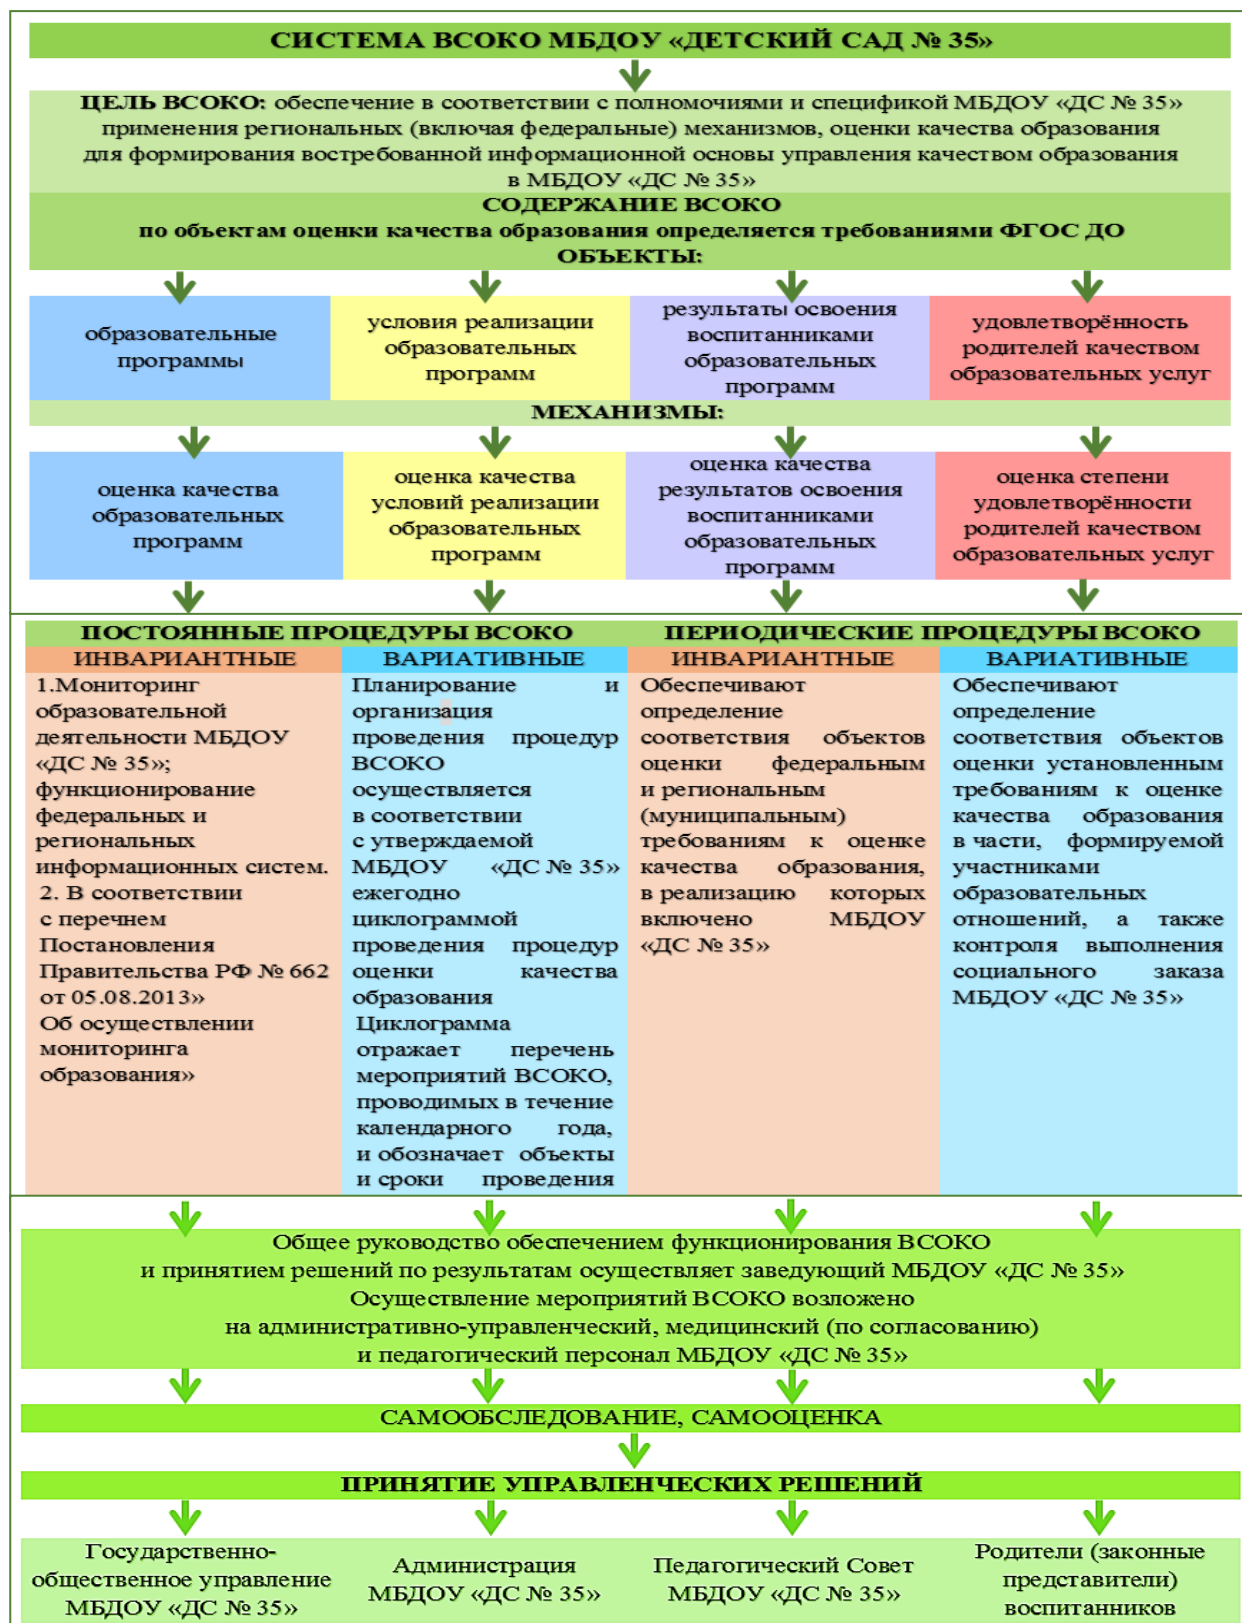 СИСТЕМА ВСОКО МБДОУ «ДЕТСКИЙ САД № 35»
ЦЕЛЬ ВСОКО: обеспечение в соответствии с полномочиями и спецификой МБДОУ «ДС № 35»
применения региональных (включая федеральные) механизмов, оценки качества образования
для формирования востребованной информационной основы управления качеством образования
в МБДОУ «ДС № 35»
СОДЕРЖАНИЕ ВСОКО
по объектам оценки качества образования определяется требованиями ФГОС ДО
ОБЪЕКТЫ:
образовательные
программы
условия реализации
образовательных
программ
результаты освоения
воспитанниками
образовательных
программ
удовлетворённость
родителей качеством
образовательных услуг
МЕХАНИЗМЫ:
оценка качества
образовательных
программ
оценка качества
условий реализации
образовательных
программ
оценка качества
результатов освоения
воспитанниками
образовательных
программ
оценка степени
удовлетворённости
родителей качеством
образовательных услуг
ПОСТОЯННЫЕ ПРОЦЕДУРЫ ВСОКО
ПЕРИОДИЧЕСКИЕ ПРОЦЕДУРЫ ВСОКО
ИНВАРИАНТНЫЕ
1.Мониторинг
образовательной
деятельности МБДОУ
«ДС № 35»;
функционирование
федеральных и
региональных
информационных систем.
2. В соответствии
с перечнем
Постановления
Правительства РФ № 662
от 05.08.2013»
Об осуществлении
мониторинга
образования»
ВАРИАТИВНЫЕ
Планирование и
организация
проведения процедур
ВСОКО
осуществляется
в соответствии
с утверждаемой
МБДОУ «ДС № 35»
ежегодно
циклограммой
проведения процедур
оценки качества
образования
Циклограмма
отражает перечень
мероприятий ВСОКО,
проводимых в течение
календарного года,
и обозначает объекты
и сроки проведения
ИНВАРИАНТНЫЕ
Обеспечивают
определение
соответствия объектов
оценки федеральным
и региональным
(муниципальным)
требованиям к оценке
качества образования,
в реализацию которых
включено МБДОУ
«ДС № 35»
ВАРИАТИВНЫЕ
Обеспечивают
определение
соответствия объектов
оценки установленным
требованиям к оценке
качества образования
в части, формируемой
участниками
образовательных
отношений, а также
контроля выполнения
социального заказа
МБДОУ «ДС № 35»
Общее руководство обеспечением функционирования ВСОКО
и принятием решений по результатам осуществляет заведующий МБДОУ «ДС № 35»
Осуществление мероприятий ВСОКО возложено
на административно-управленческий, медицинский (по согласованию)
и педагогический персонал МБДОУ «ДС № 35»
САМООБСЛЕДОВАНИЕ, САМООЦЕНКА
ПРИНЯТИЕ УПРАВЛЕНЧЕСКИХ РЕШЕНИЙ
Государственно-
общественное управление
МБДОУ «ДС № 35»
Администрация
МБДОУ «ДС № 35»
Педагогический Совет
МБДОУ «ДС № 35»
Родители (законные
представители)
воспитанников